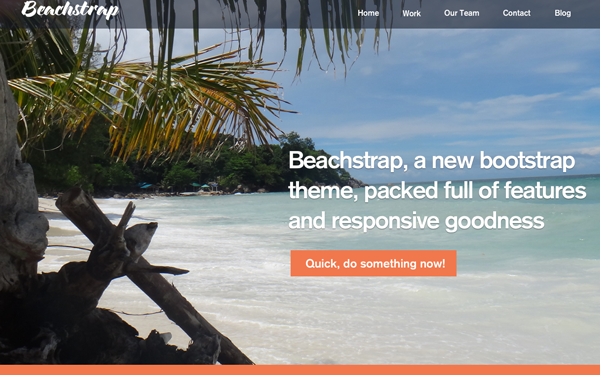 Beachstrap
Home Work Our Team Contact Blog
Beachstrap, a new bootstrap
theme, packed full of features
and responsive goodness
Quick, do something now!